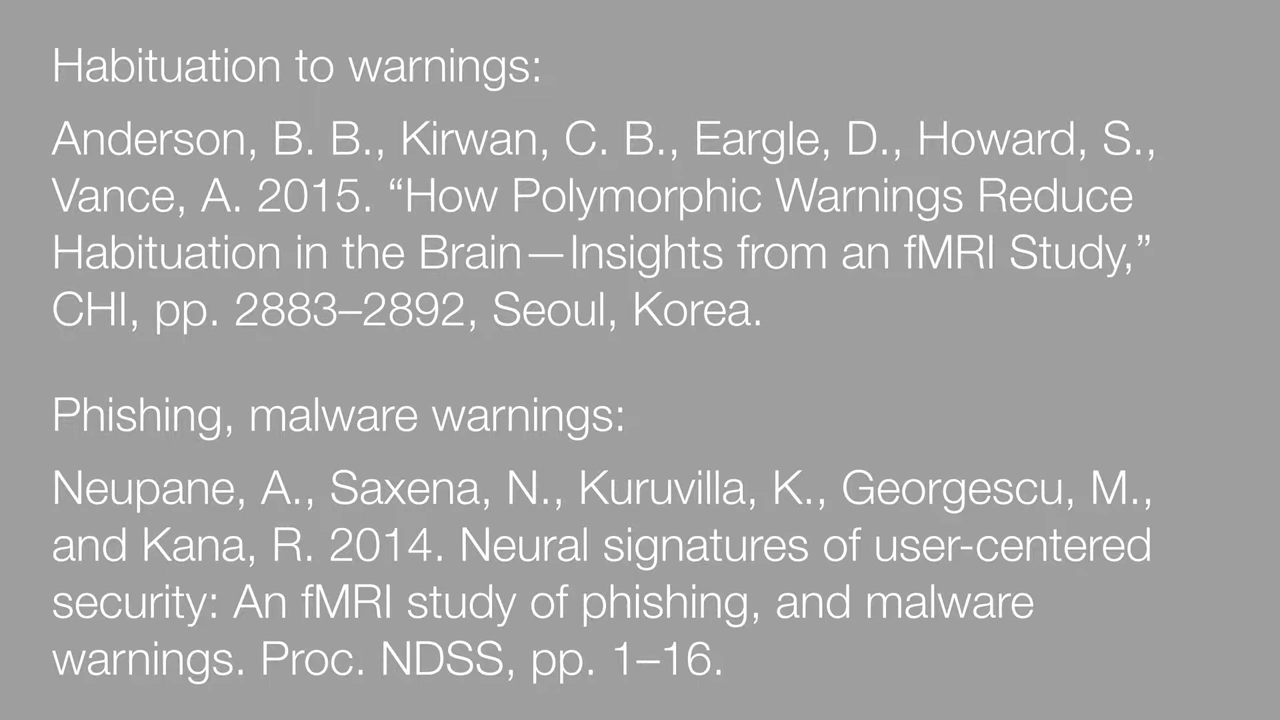 Habituation to warnings:
Anderson, B. B., Kirwan, C. B., Eargle, D., Howard, S.,
Vance, A. 2015. “How Polymorphic Warnings Reduce
Habituation in the Brain—Insights from an fMRI Study,”
CHI, pp. 2883–2892, Seoul, Korea.
Phishing, malware warnings:
Neupane, A., Saxena, N., Kuruvilla, K., Georgescu, M.,
and Kana, R. 2014. Neural signatures of user-centered
security: An fMRI study of phishing, and malware
warnings. Proc. NDSS, pp. 1–16.